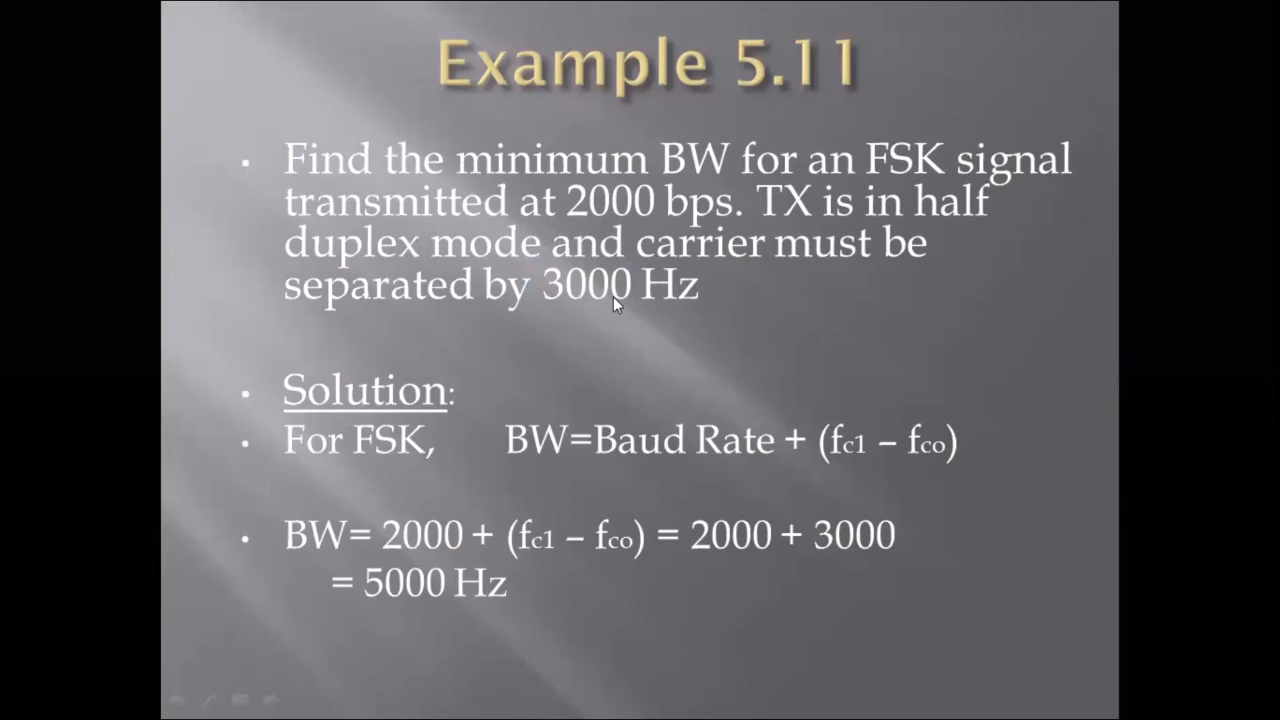 Example 5.11
• Find the minimum BW for an FSK signal
transmitted at 2000 bps. TX is in half
duplex mode and carrier must be
separated by 3000 Hz
• Solution:
• For FSK, BW=Baud Rate + (fc1 – fco)
• BW= 2000 + (fc1 – fco) = 2000 + 3000
= 5000 Hz